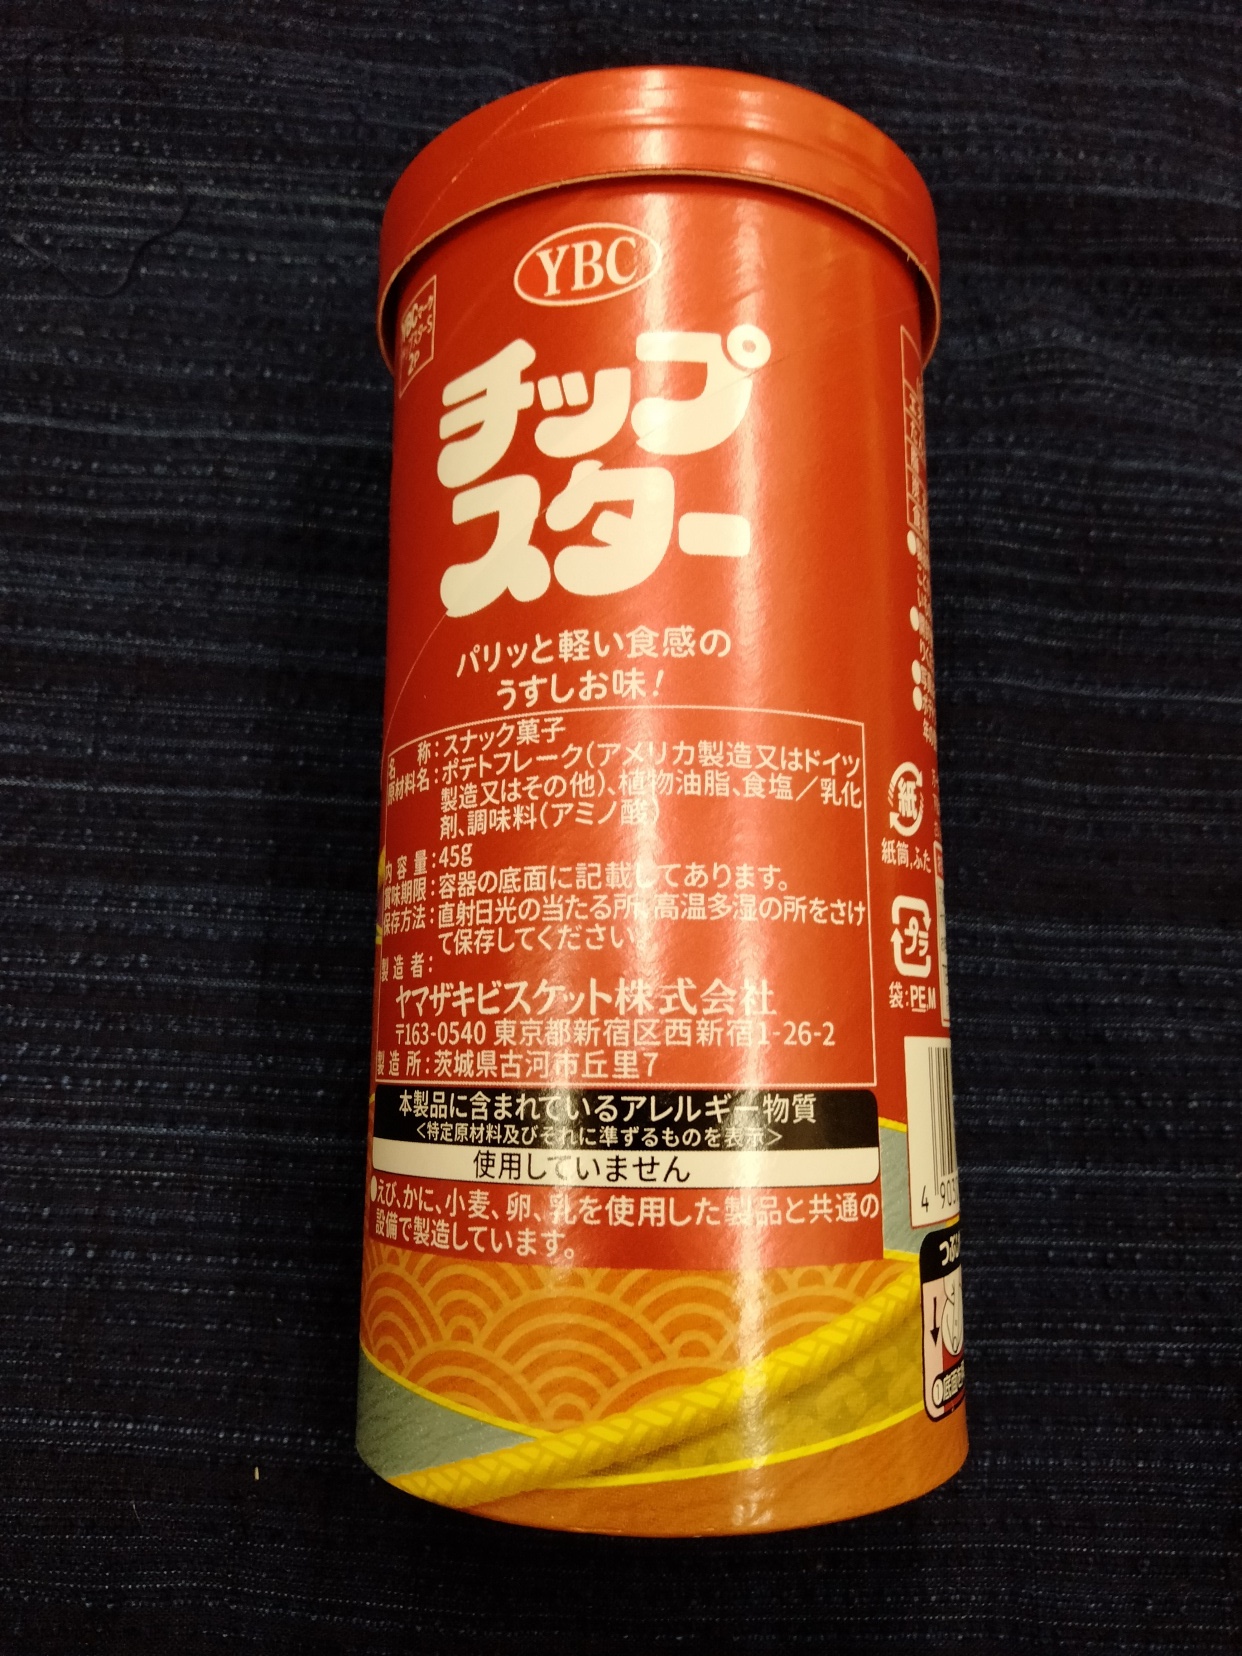 YBC
チップ
スター
パリッと軽い食感の
うすしお味！
名称：スナック菓子
原材料名：ポテトフレーク（アメリカ製造又はドイツ
製造又はその他）、植物油脂、食塩／乳化
剤、調味料（アミノ酸）
内容量：45g
賞味期限：容器の底面に記載してあります。
保存方法：直射日光の当たる所、高温多湿の所をさけ
て保存してください。
製造者：
ヤマザキビスケット株式会社
〒163-0540 東京都新宿区西新宿1-26-2
製造所：茨城県古河市丘里7
本製品に含まれているアレルギー物質
＜特定原材料及びそれに準ずるものを表示＞
使用していません
●えび、かに、小麦、卵、乳を使用した製品と共通の
設備で製造しています。
2P
紙
紙筒，ふた
プラ
袋：PE,M